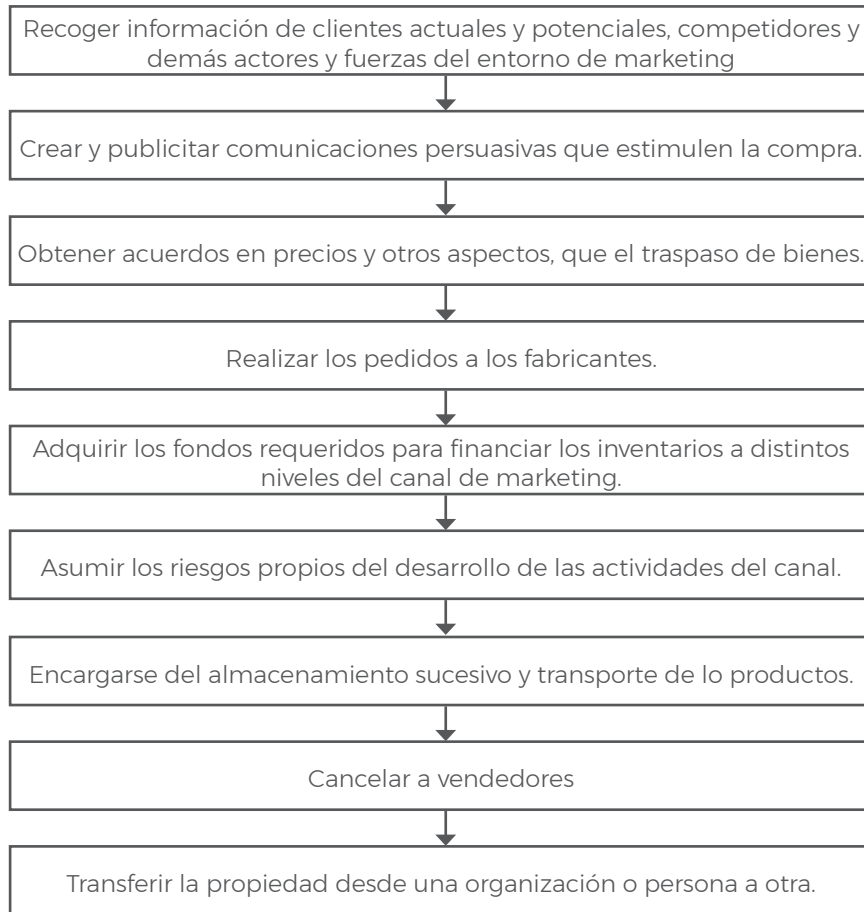 Recoger información de clientes actuales y potenciales, competidores y
demás actores y fuerzas del entorno de marketing
Crear y publicitar comunicaciones persuasivas que estimulen la compra.
Obtener acuerdos en precios y otros aspectos, que el traspaso de bienes.
Realizar los pedidos a los fabricantes.
Adquirir los fondos requeridos para financiar los inventarios a distintos
niveles del canal de marketing.
Asumir los riesgos propios del desarrollo de las actividades del canal.
Encargarse del almacenamiento sucesivo y transporte de lo productos.
Cancelar a vendedores
Transferir la propiedad desde una organización o persona a otra.